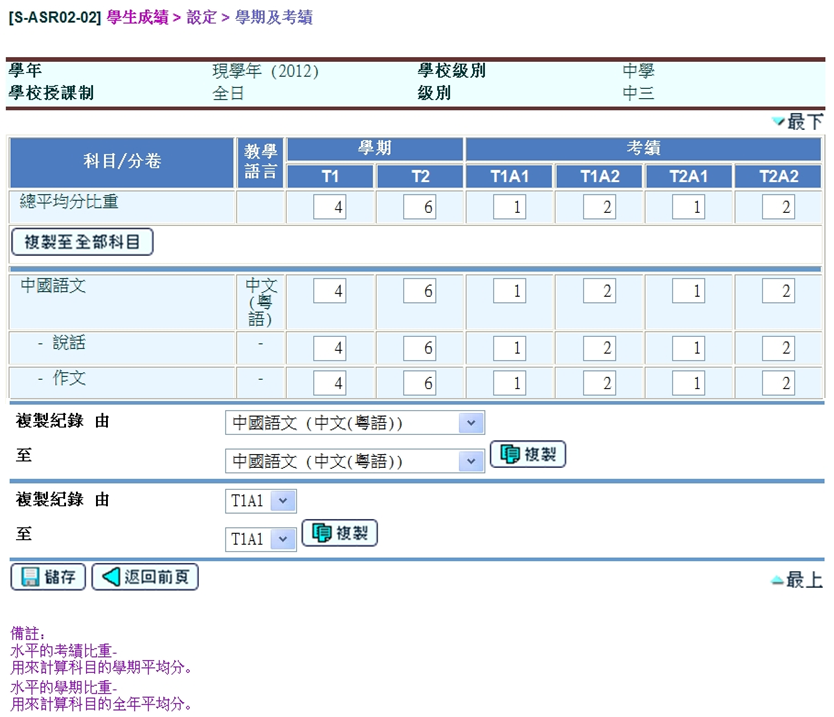 [S-ASR02-02] 學生成績 > 設定 > 學期及考績
學年 現學年 (2012) 學校級別 中學
學校授課制 全日 級別 中三
最下
科目/分卷 教學語言 學期 考績
T1 T2 T1A1 T1A2 T2A1 T2A2
總平均分比重 4 6 1 2 1 2
複製至全部科目
中國語文 中文(粵語) 4 6 1 2 1 2
- 說話 - 4 6 1 2 1 2
- 作文 - 4 6 1 2 1 2
複製紀錄 由 中國語文 (中文(粵語))
至 中國語文 (中文(粵語)) 複製
複製紀錄 由 T1A1
至 T1A1 複製
儲存 返回前頁 最上
備註:
水平的考績比重-
用來計算科目的學期平均分。
水平的學期比重-
用來計算科目的全年平均分。